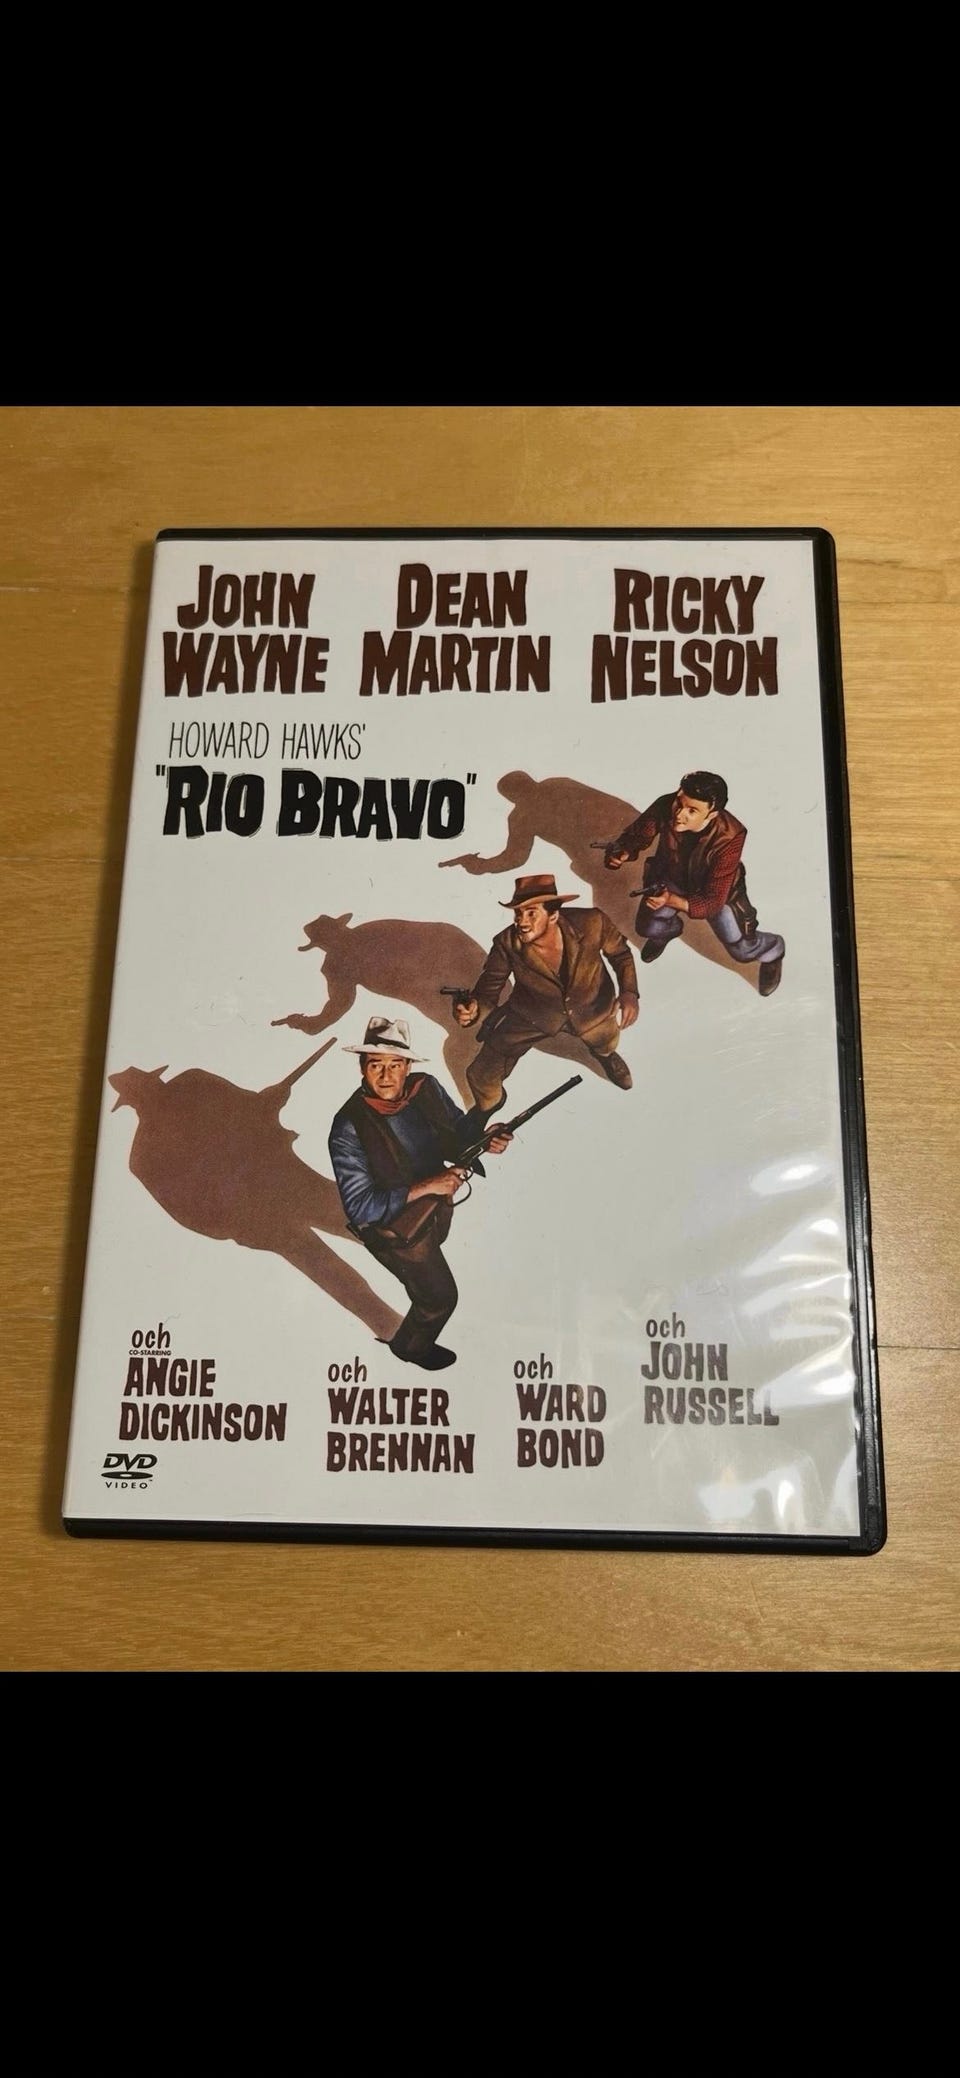 JOHN WAYNE
DEAN MARTIN
RICKY NELSON
HOWARD HAWKS'
"RIO BRAVO"
och
CO-STARRING
ANGIE
DICKINSON
och
WALTER
BRENNAN
och
WARD
BOND
och
JOHN
RUSSELL
DVD
VIDEO